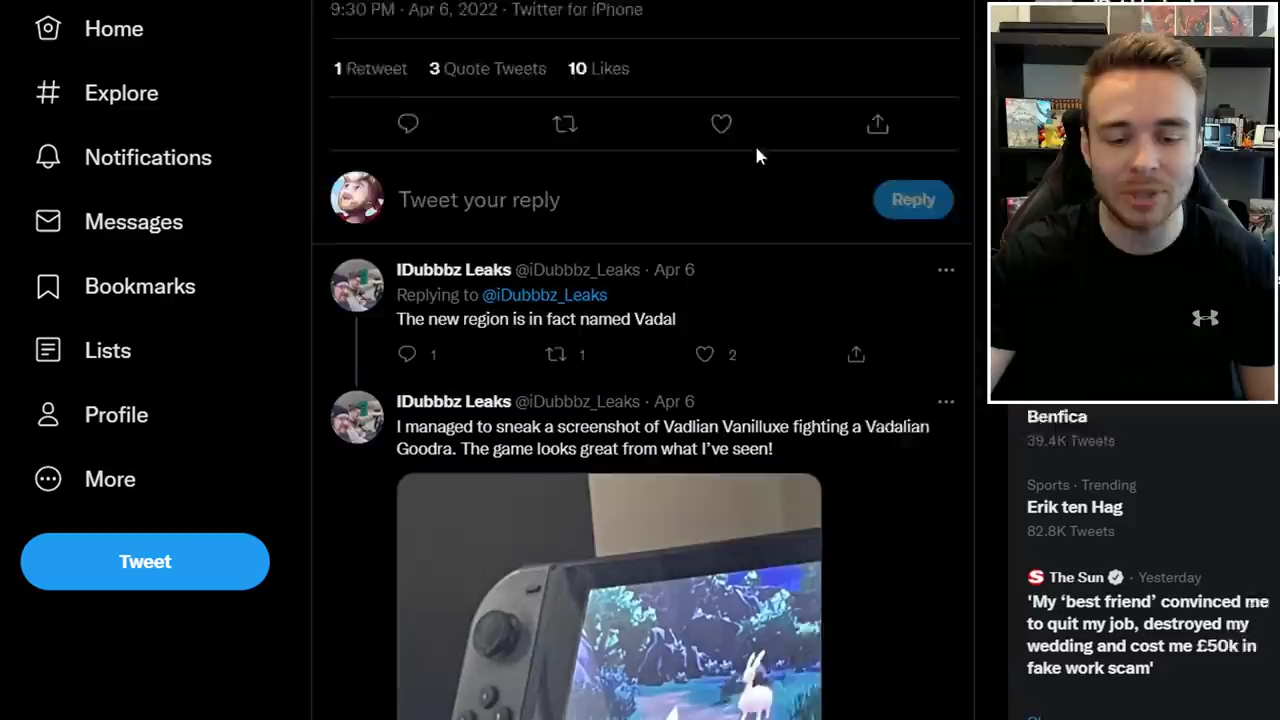 Home
Explore
Notifications
Messages
Bookmarks
Lists
Profile
More
Tweet
9:30 PM · Apr 6, 2022 · Twitter for iPhone
1 Retweet 3 Quote Tweets 10 Likes
Tweet your reply
Reply
IDubbbz Leaks @iDubbbz_Leaks · Apr 6
Replying to @iDubbbz_Leaks
The new region is in fact named Vadal
1 1 2
IDubbbz Leaks @iDubbbz_Leaks · Apr 6
I managed to sneak a screenshot of Vadlian Vanilluxe fighting a Vadalian
Goodra. The game looks great from what I've seen!
Benfica
39.4K Tweets
Sports · Trending
Erik ten Hag
82.8K Tweets
S The Sun · Yesterday
'My 'best friend' convinced me
to quit my job, destroyed my
wedding and cost me £50k in
fake work scam'